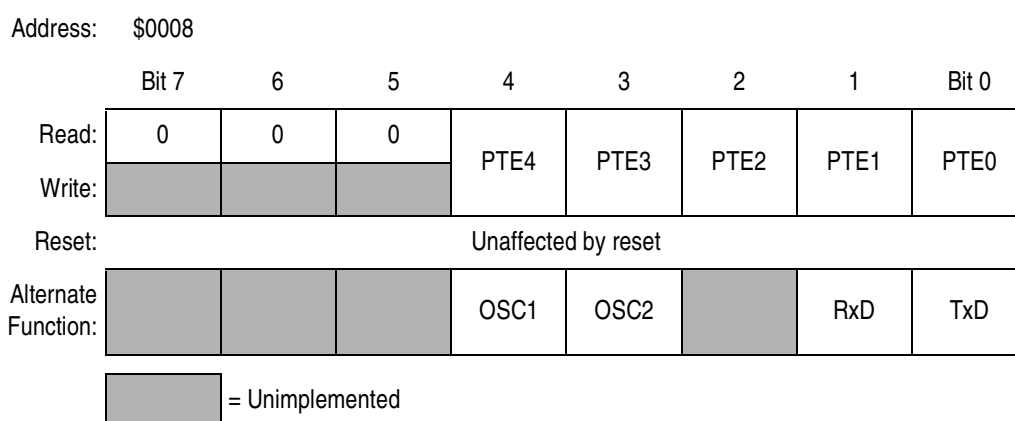 Address: $0008
Bit 7 6 5 4 3 2 1 Bit 0
Read: 0 0 0 PTE4 PTE3 PTE2 PTE1 PTE0
Write:
Reset: Unaffected by reset
Alternate
Function: OSC1 OSC2 RxD TxD
= Unimplemented